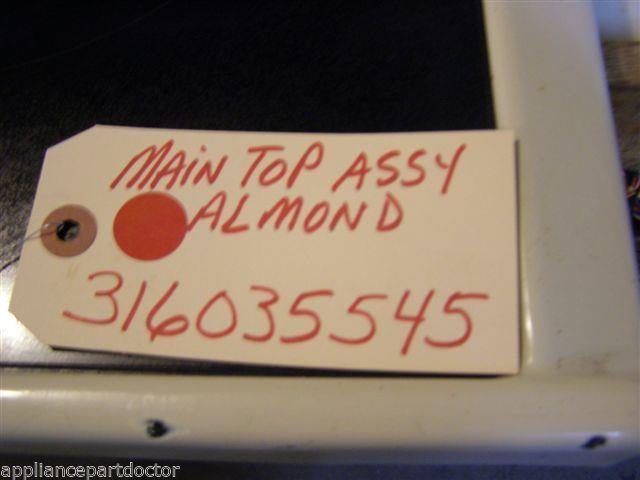 MAIN TOP ASSY
ALMOND
316035545
appliancepartdoctor